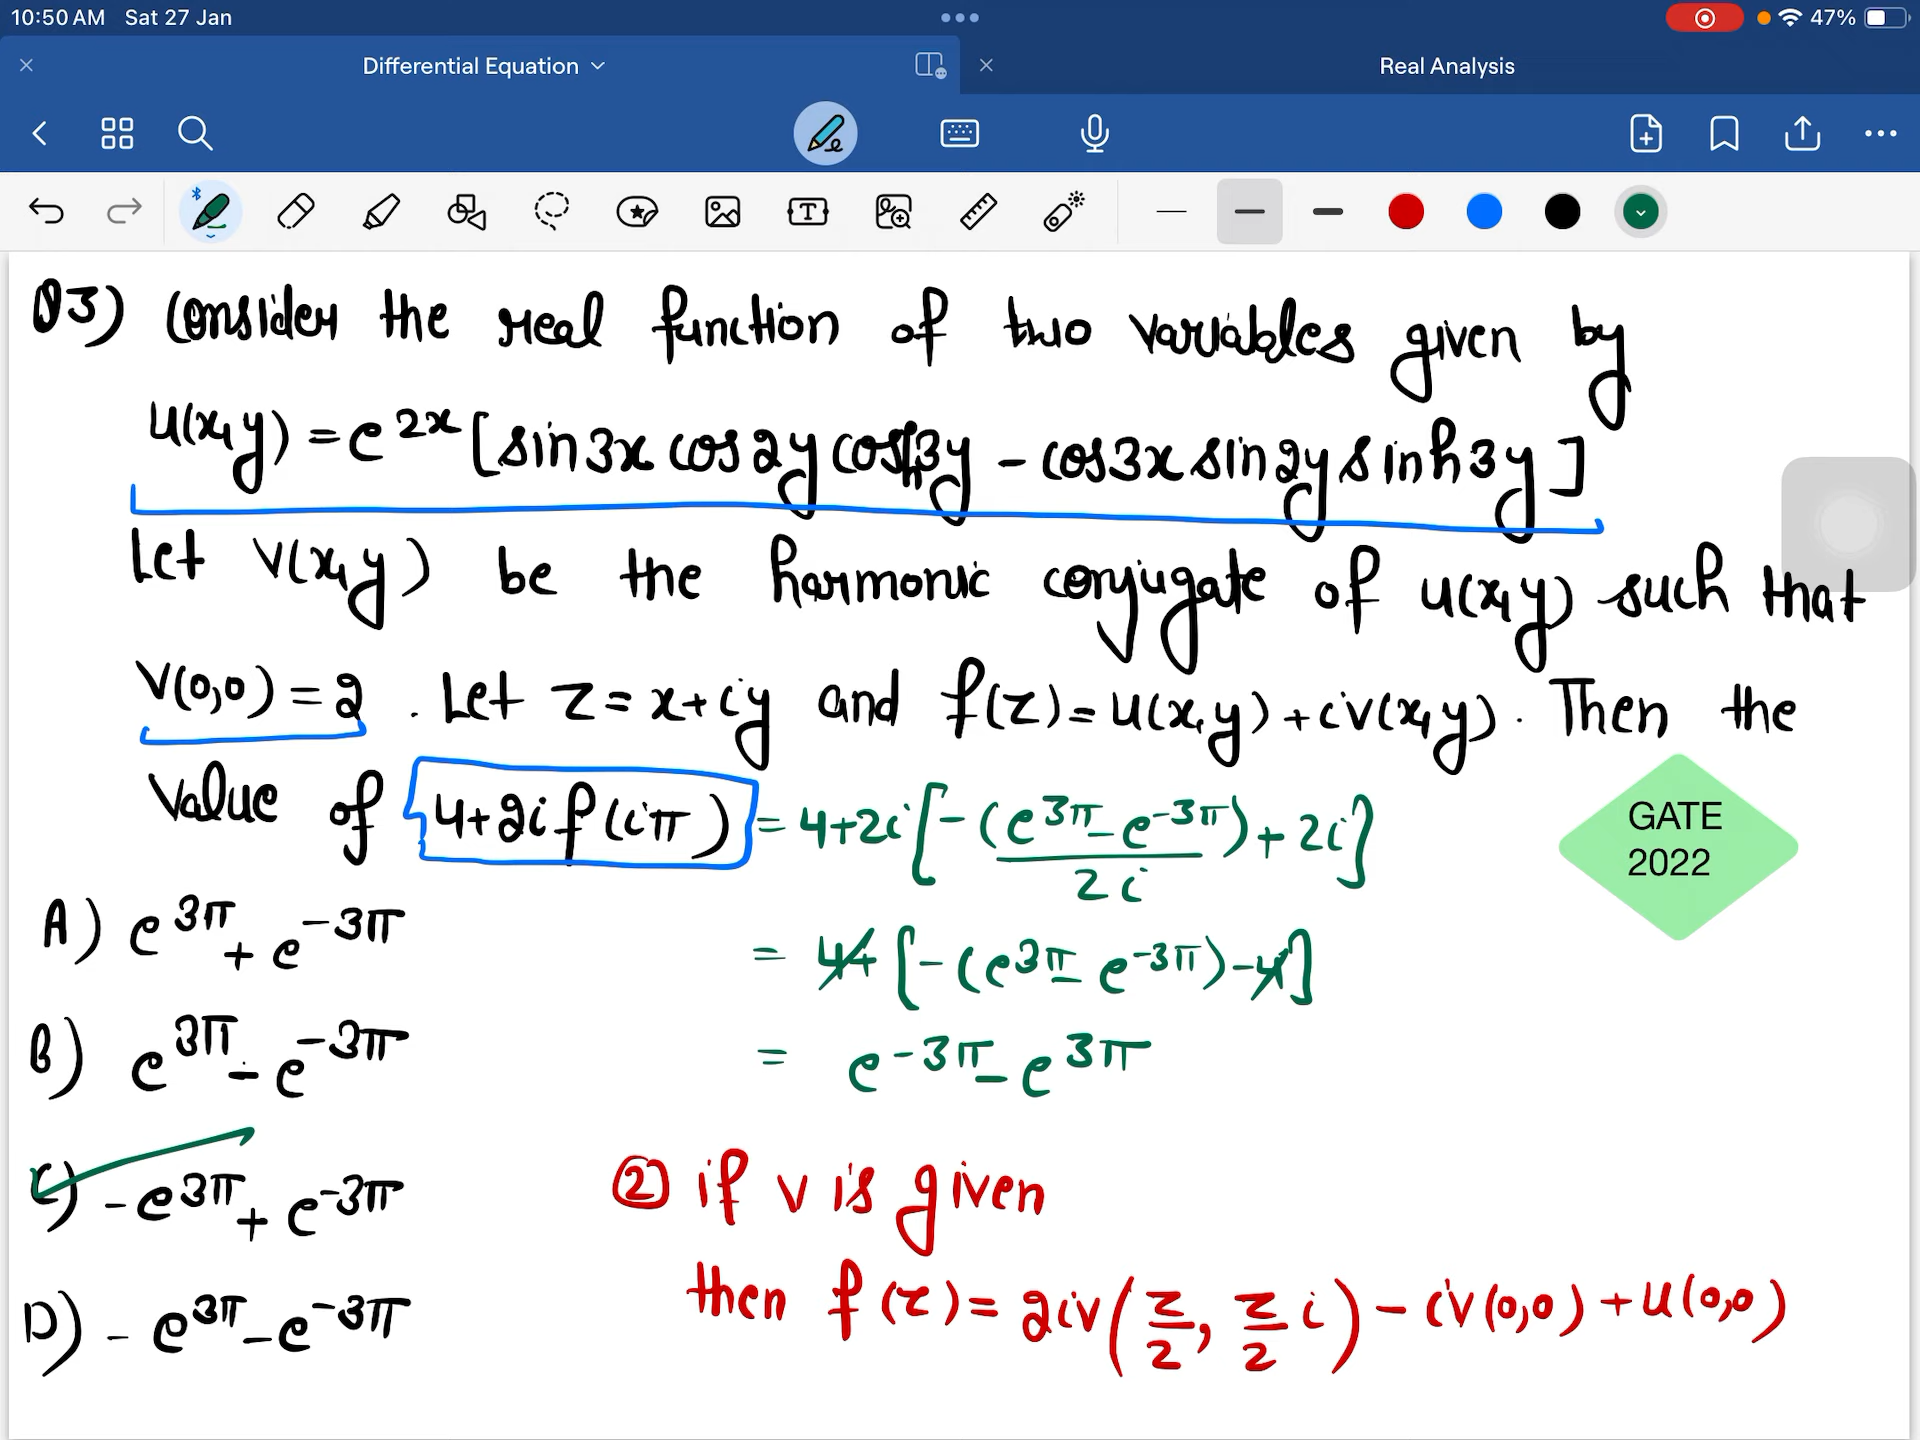 10:50 AM Sat 27 Jan
47%
Differential Equation
Real Analysis
Q3) Consider the real function of two variables given by
u(x,y) = e^{2x} [sin3x cos2y cosh3y - cos3x sin2y sinh3y]
Let v(x,y) be the harmonic conjugate of u(x,y) such that
v(0,0) = 2 . Let z = x+iy and f(z) = u(x,y) + iv(x,y) . Then the
value of 4+2if(iπ) = 4+2i[-(e^{3π} - e^{-3π})/2i + 2i]
GATE
2022
= 4+[-(e^{3π} - e^{-3π}) - 4]
= e^{-3π} - e^{3π}
A) e^{3π} + e^{-3π}
B) e^{3π} - e^{-3π}
C) -e^{3π} + e^{-3π}
D) - e^{3π} - e^{-3π}
② if v is given
then f(z) = 2iv(z/2, z/2 i) - iv(0,0) + u(0,0)